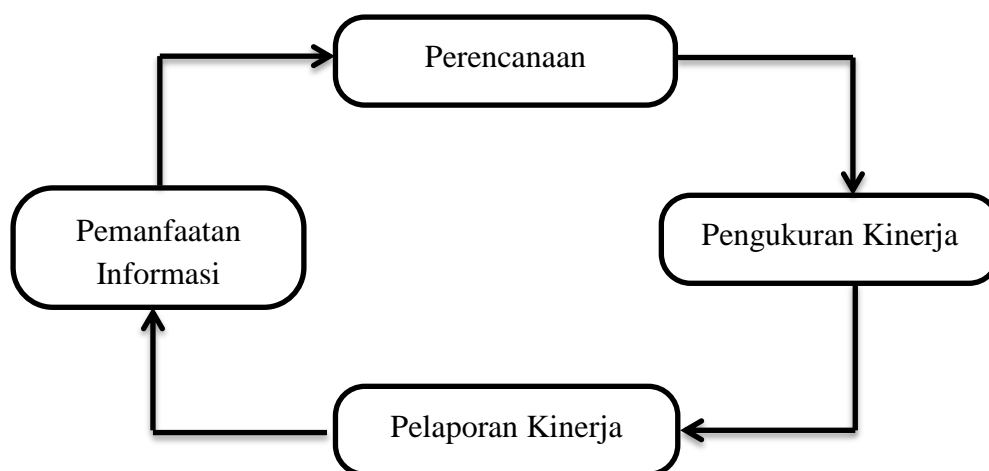 Perencanaan
Pengukuran Kinerja
Pelaporan Kinerja
Pemanfaatan
Informasi